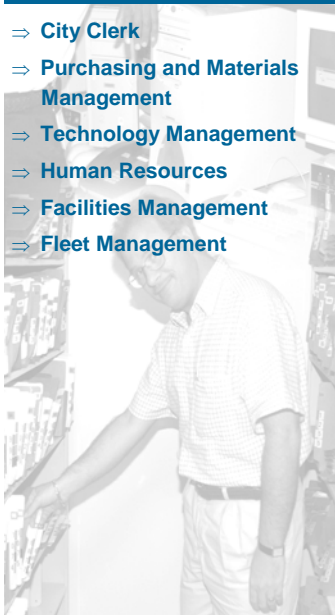 ⇒ City Clerk
⇒ Purchasing and Materials
Management
⇒ Technology Management
⇒ Human Resources
⇒ Facilities Management
⇒ Fleet Management